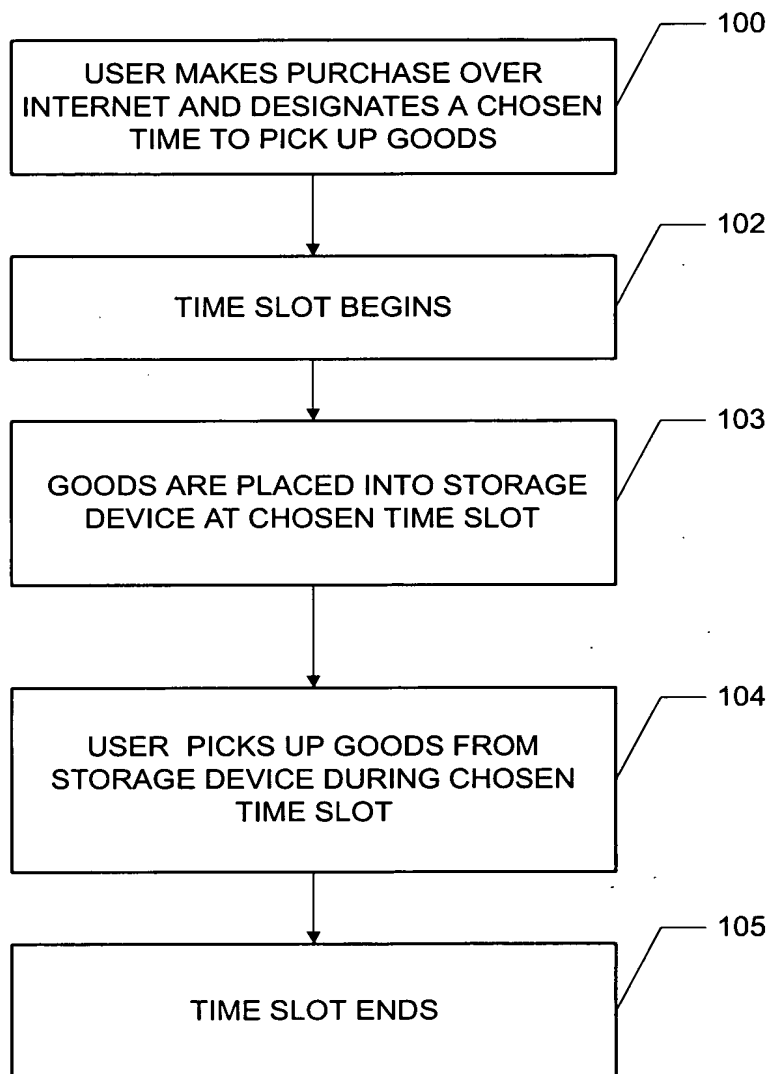 100
USER MAKES PURCHASE OVER
INTERNET AND DESIGNATES A CHOSEN
TIME TO PICK UP GOODS
102
TIME SLOT BEGINS
103
GOODS ARE PLACED INTO STORAGE
DEVICE AT CHOSEN TIME SLOT
104
USER PICKS UP GOODS FROM
STORAGE DEVICE DURING CHOSEN
TIME SLOT
105
TIME SLOT ENDS